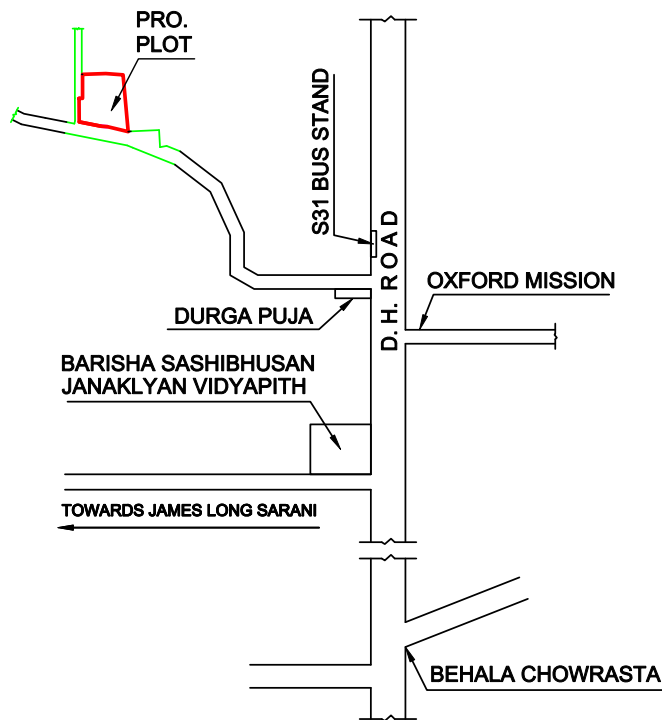 PRO.
PLOT
S31 BUS STAND
D.H. ROAD
OXFORD MISSION
DURGA PUJA
BARISHA SASHIBHUSAN
JANAKLYAN VIDYAPITH
TOWARDS JAMES LONG SARANI
BEHALA CHOWRASTA